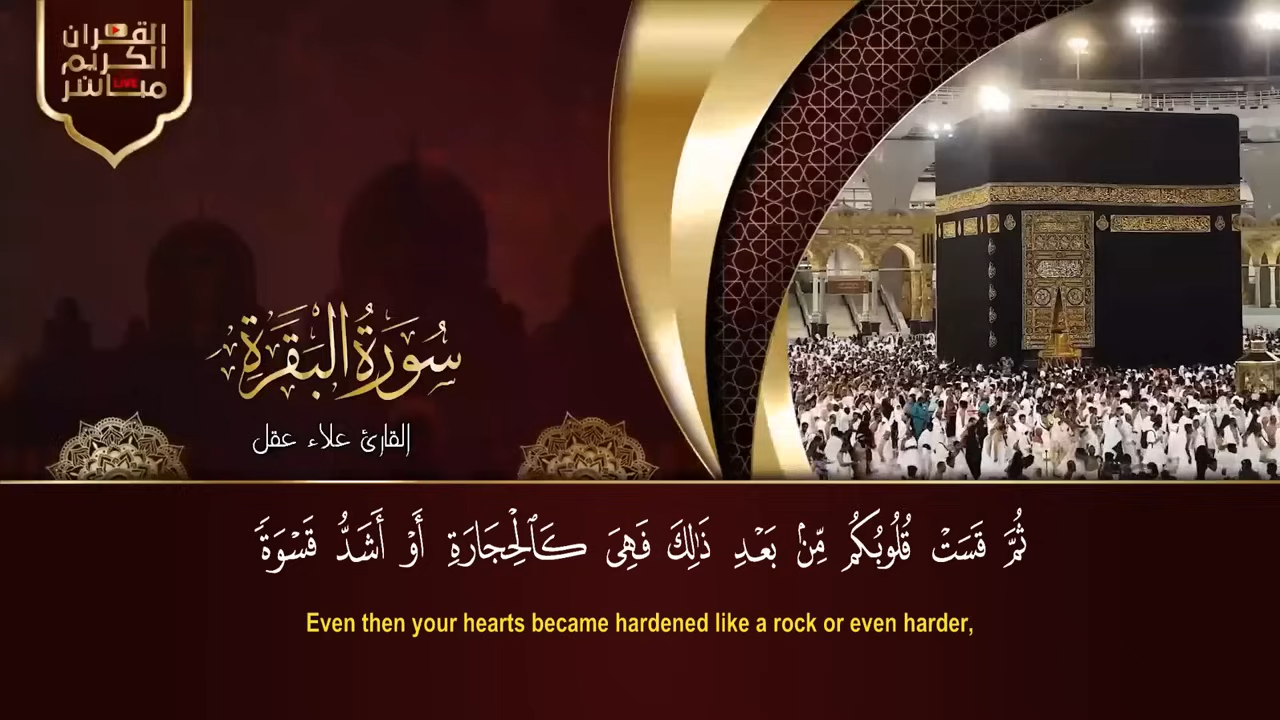 القرآن
الكريم
مباشر
LIVE
سُورَةُ البَقَرَةِ
القارئ علاء عقل
ثُمَّ قَسَتْ قُلُوبُكُم مِّنۢ بَعْدِ ذَٰلِكَ فَهِىَ كَٱلْحِجَارَةِ أَوْ أَشَدُّ قَسْوَةً
Even then your hearts became hardened like a rock or even harder,